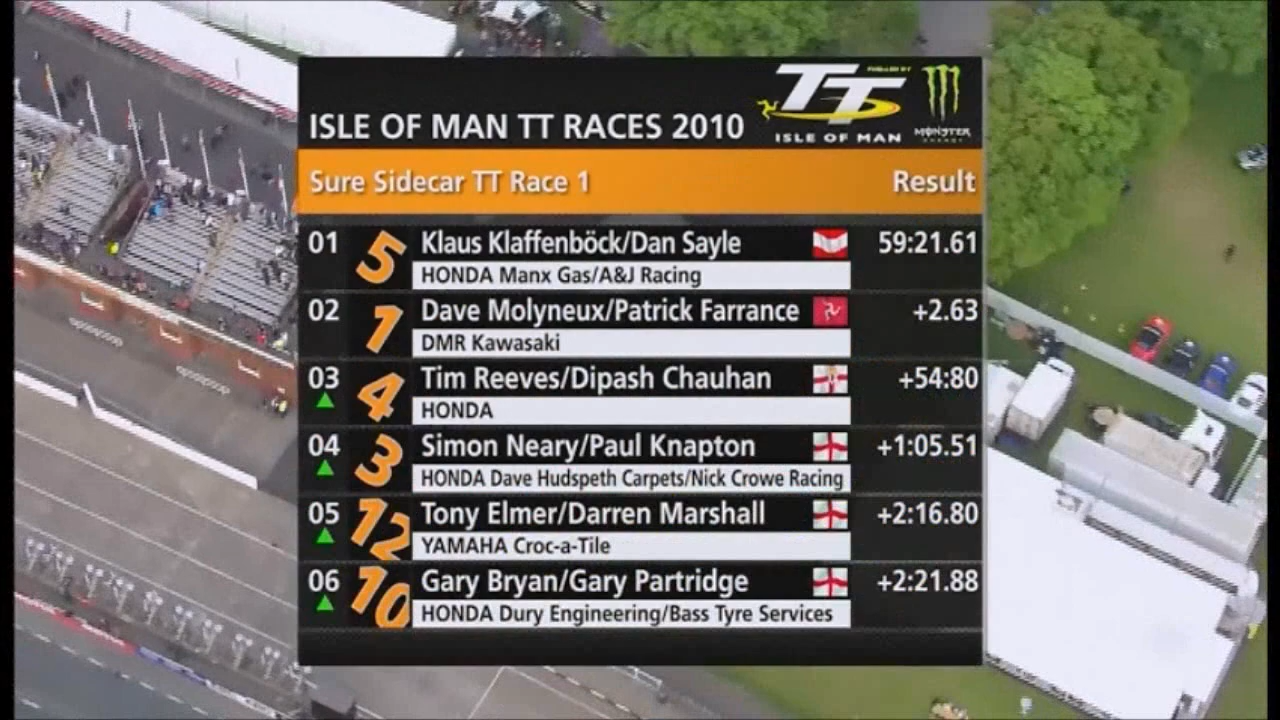 TT
ISLE OF MAN
MONSTER
ENERGY
ISLE OF MAN TT RACES 2010
Sure Sidecar TT Race 1 Result
01 5 Klaus Klaffenböck/Dan Sayle 59:21.61
HONDA Manx Gas/A&J Racing
02 1 Dave Molyneux/Patrick Farrance +2.63
DMR Kawasaki
03 4 Tim Reeves/Dipash Chauhan +54:80
HONDA
04 3 Simon Neary/Paul Knapton +1:05.51
HONDA Dave Hudspeth Carpets/Nick Crowe Racing
05 12 Tony Elmer/Darren Marshall +2:16.80
YAMAHA Croc-a-Tile
06 10 Gary Bryan/Gary Partridge +2:21.88
HONDA Dury Engineering/Bass Tyre Services